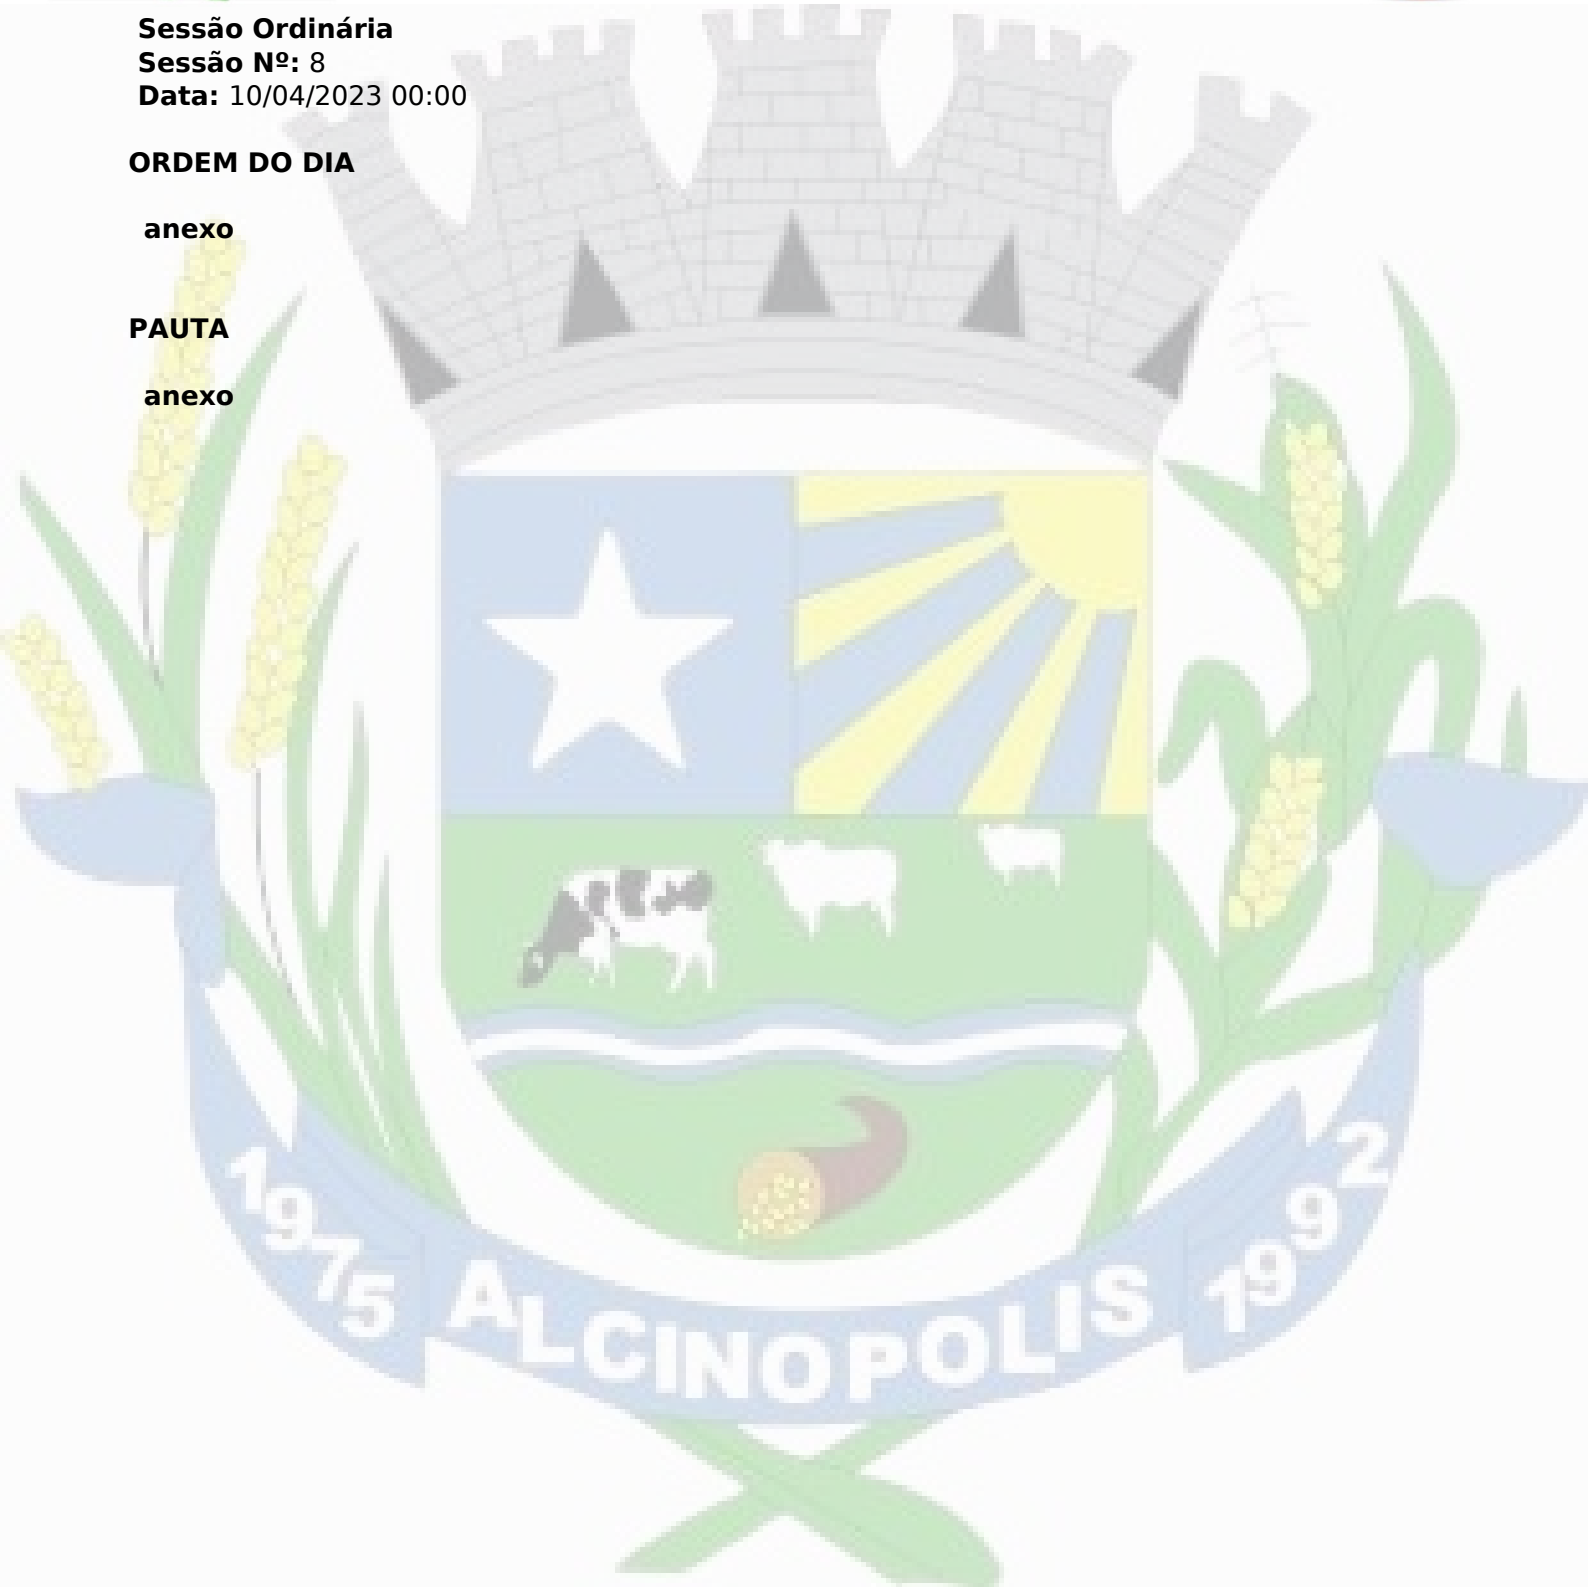 Sessão Ordinária
Sessão Nº: 8
Data: 10/04/2023 00:00
ORDEM DO DIA
anexo
PAUTA
anexo
1975 ALCINOPOLIS 1992